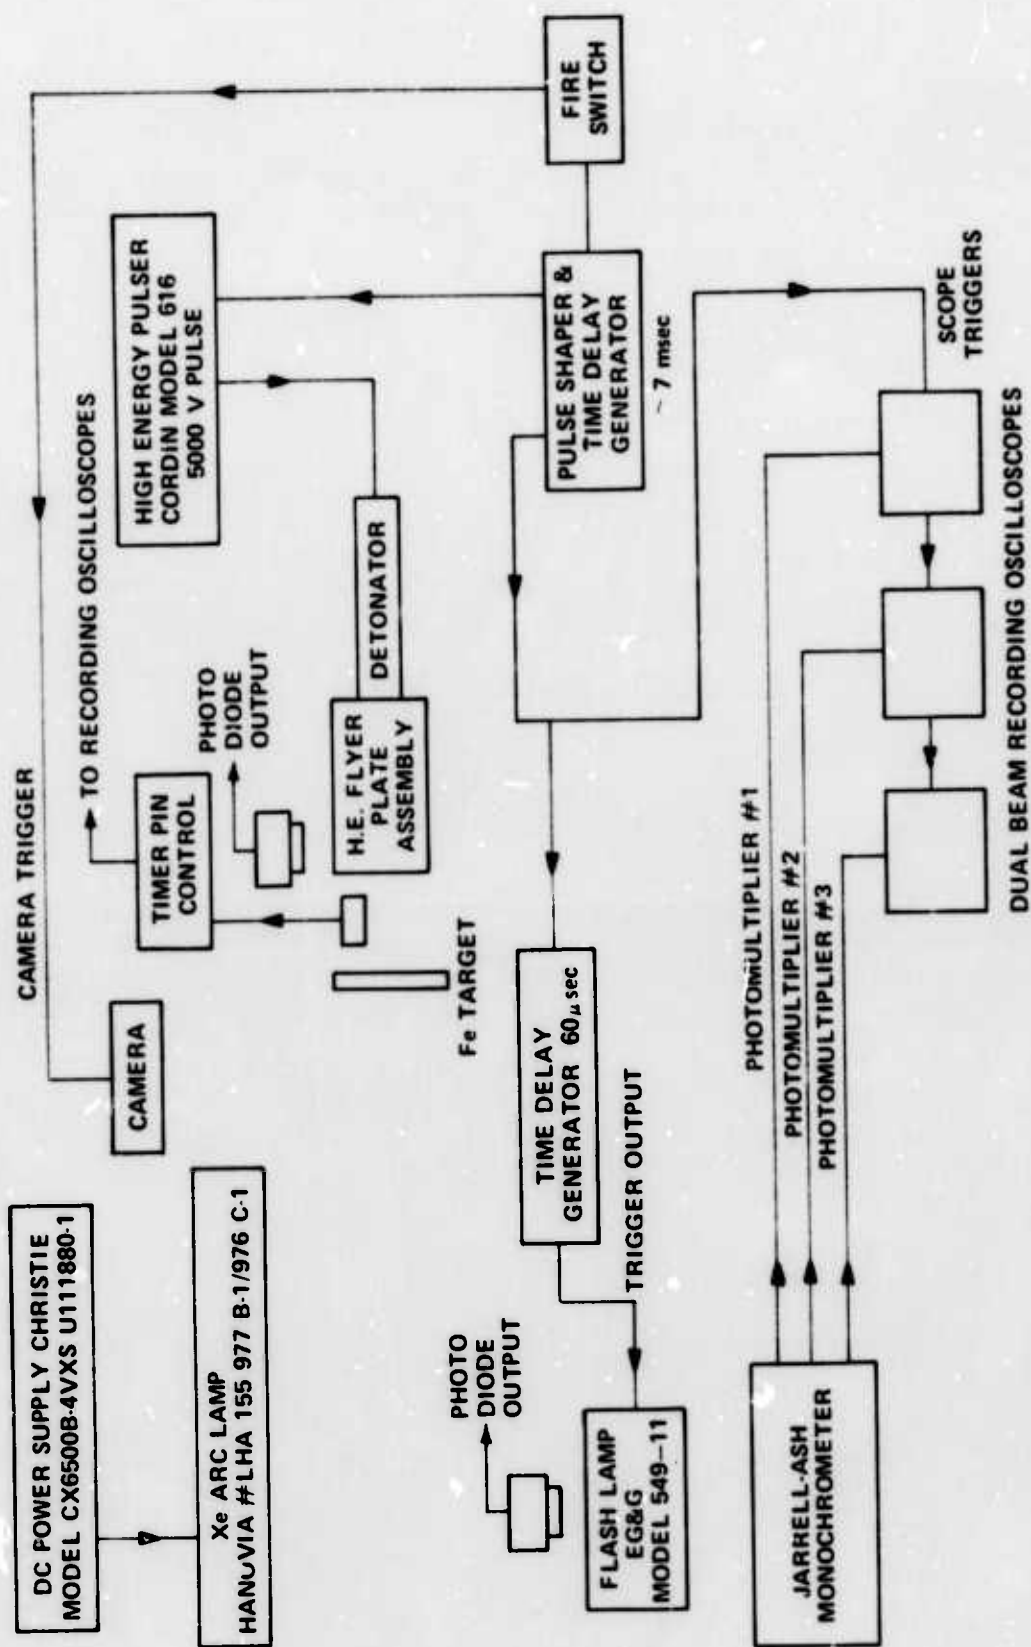 DC POWER SUPPLY CHRISTIE
MODEL CX6500B-4VXS U111880-1
Xe ARC LAMP
HANOVIA #LHA 155 977 B-1/976 C-1
CAMERA TRIGGER
CAMERA
TO RECORDING OSCILLOSCOPES
TIMER PIN
CONTROL
PHOTO
DIODE
OUTPUT
HIGH ENERGY PULSER
CORDIN MODEL 616
5000 V PULSE
Fe TARGET
H.E. FLYER
PLATE
ASSEMBLY
DETONATOR
FIRE
SWITCH
PULSE SHAPER &
TIME DELAY
GENERATOR
~ 7 msec
TIME DELAY
GENERATOR 60μsec
TRIGGER OUTPUT
PHOTO
DIODE
OUTPUT
FLASH LAMP
EG&G
MODEL 549-11
JARRELL-ASH
MONOCHROMETER
PHOTOMULTIPLIER #1
PHOTOMULTIPLIER #2
PHOTOMULTIPLIER #3
SCOPE
TRIGGERS
DUAL BEAM RECORDING OSCILLOSCOPES